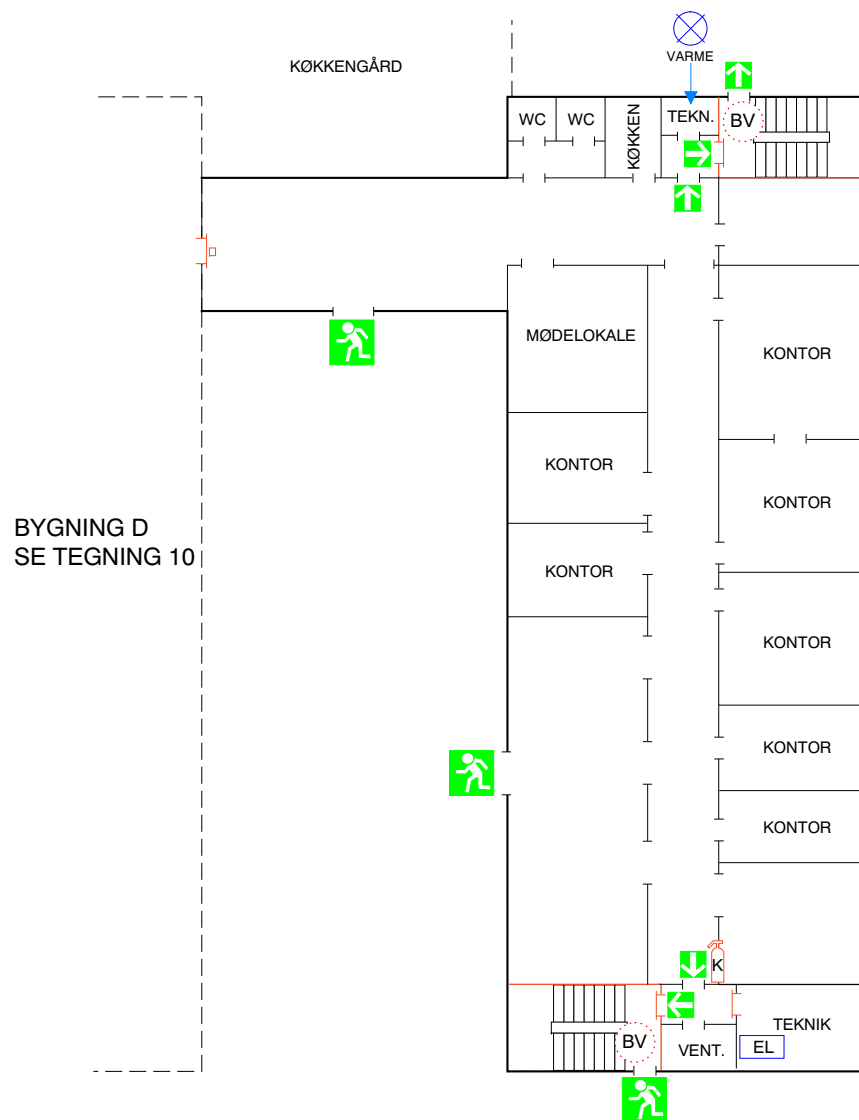 KØKKENGÅRD
VARME
WC
WC
KØKKEN
TEKN.
BV
MØDELOKALE
KONTOR
KONTOR
KONTOR
BYGNING D
SE TEGNING 10
KONTOR
KONTOR
KONTOR
KONTOR
K
BV
VENT.
EL
TEKNIK